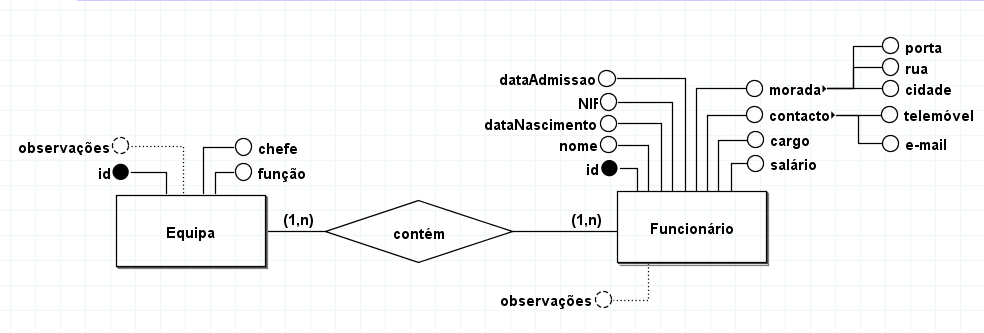 porta
dataAdmissao
rua
morada
cidade
NIF
contacto
telemóvel
dataNascimento
cargo
e-mail
nome
observações
chefe
salário
id
id
função
(1,n)
(1,n)
Equipa
contém
Funcionário
observações